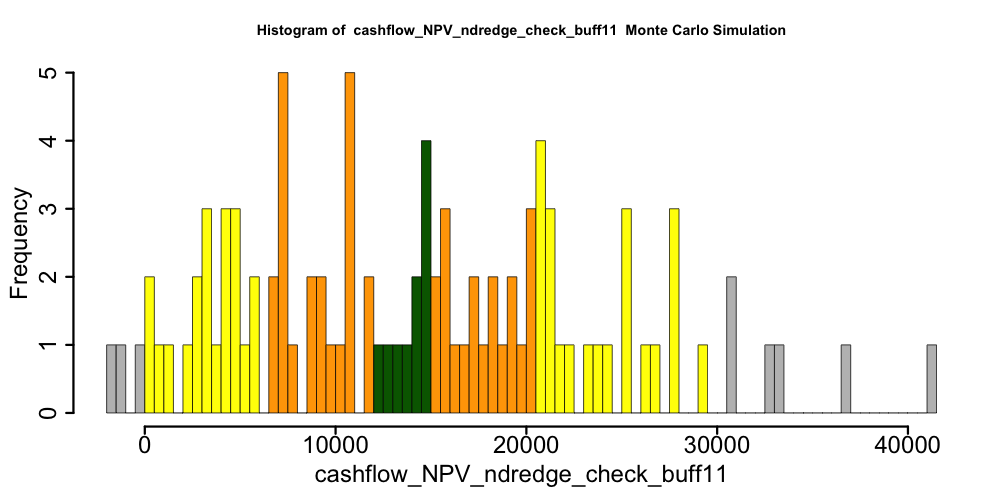 Histogram of  cashflow_NPV_ndredge_check_buff11  Monte Carlo Simulation
5
4
3
2
1
0
Frequency
0 10000 20000 30000 40000
cashflow_NPV_ndredge_check_buff11